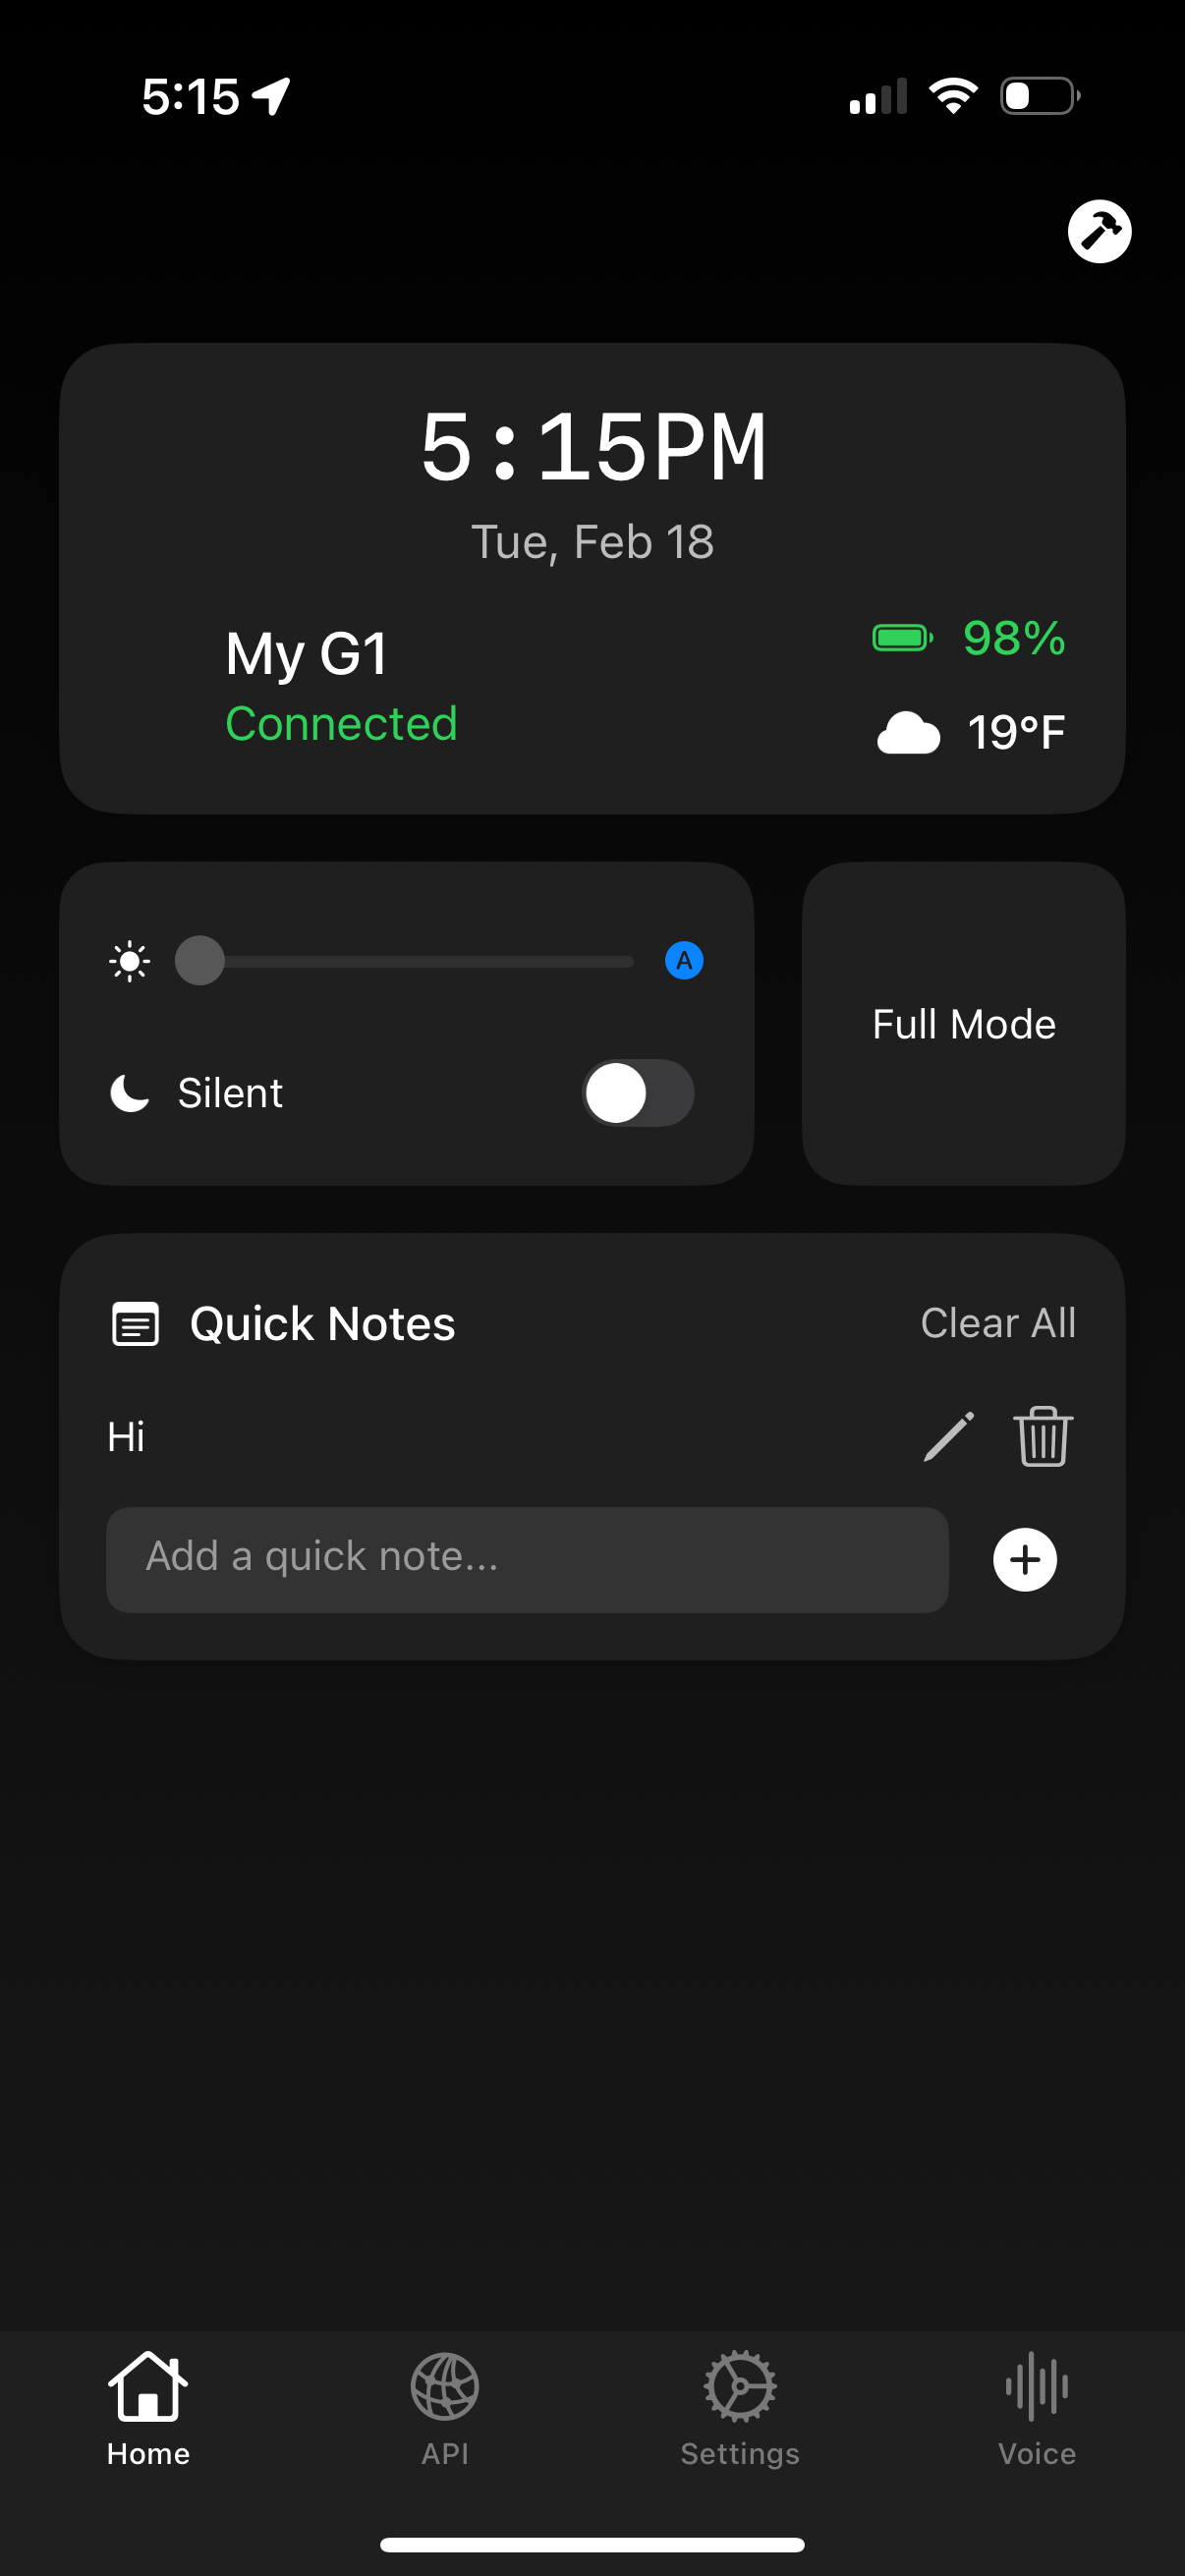 5:15
5:15PM
Tue, Feb 18
My G1
98%
Connected
19°F
A
Full Mode
Silent
Quick Notes
Clear All
Hi
Add a quick note...
Home
API
Settings
Voice